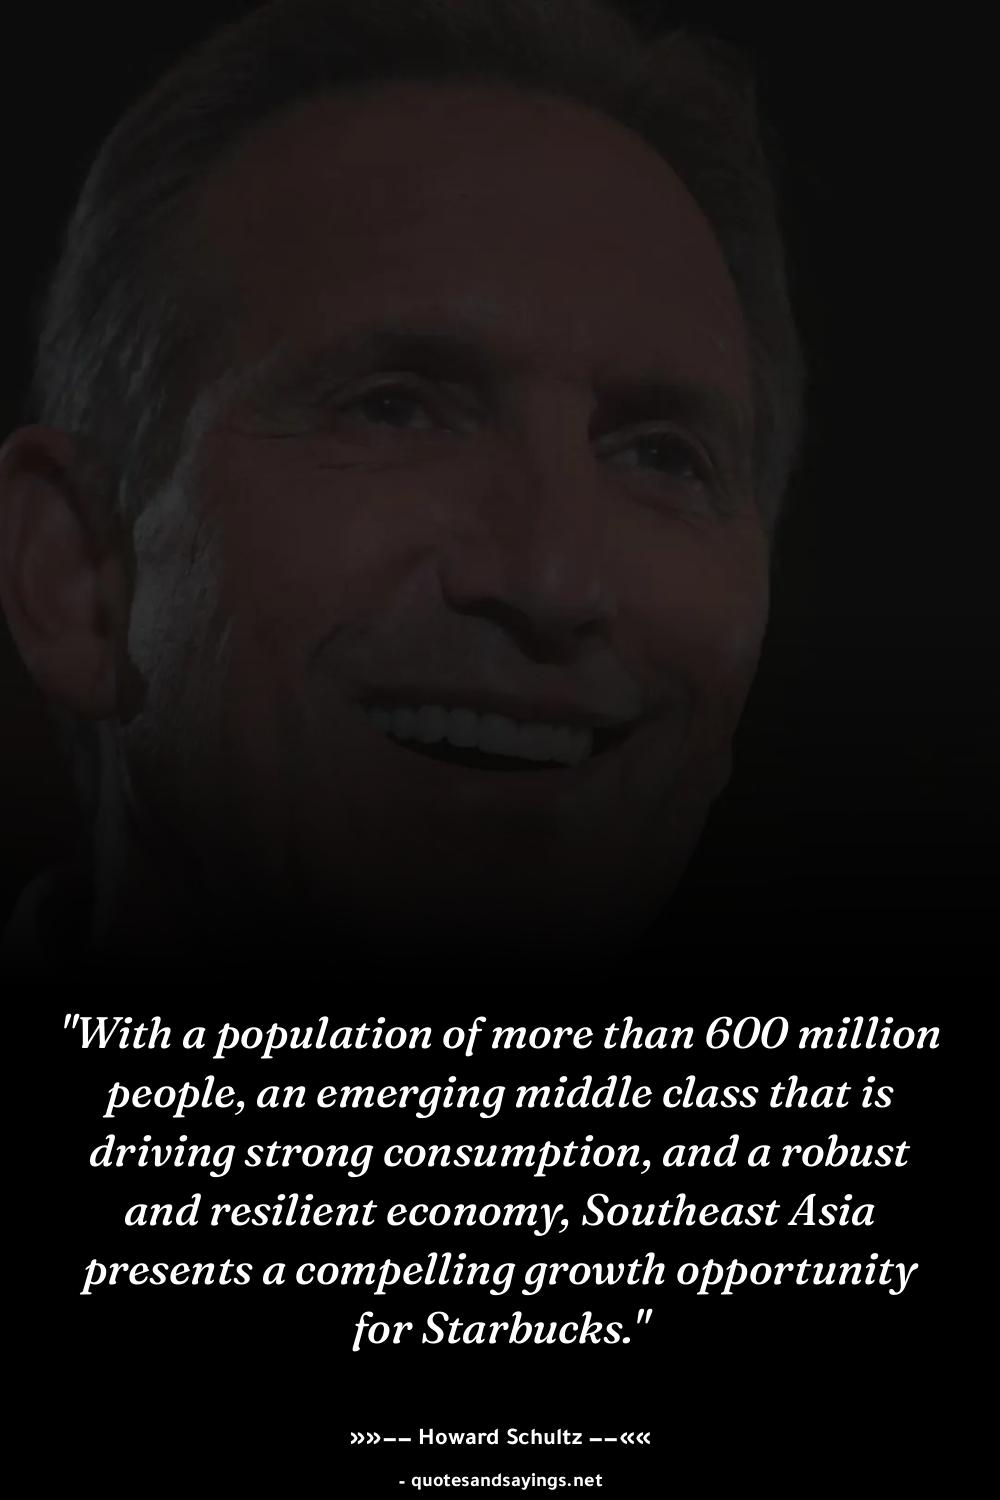 "With a population of more than 600 million
people, an emerging middle class that is
driving strong consumption, and a robust
and resilient economy, Southeast Asia
presents a compelling growth opportunity
for Starbucks."
»»–– Howard Schultz ––««
- quotesandsayings.net